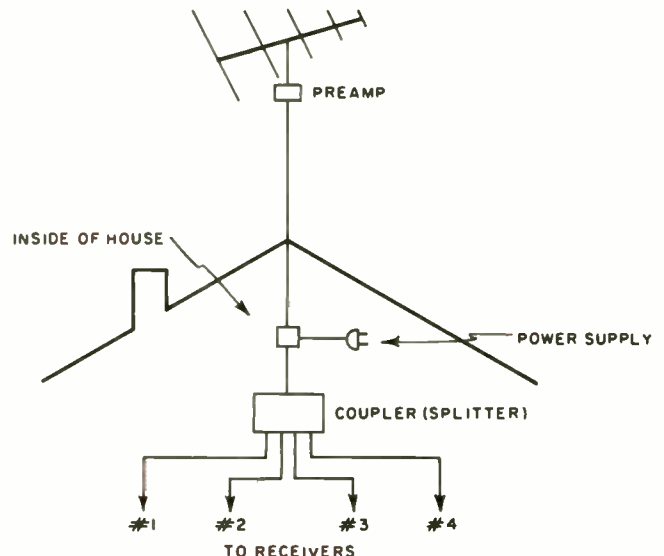 PREAMP
INSIDE OF HOUSE
POWER SUPPLY
COUPLER (SPLITTER)
#1 #2 #3 #4
TO RECEIVERS